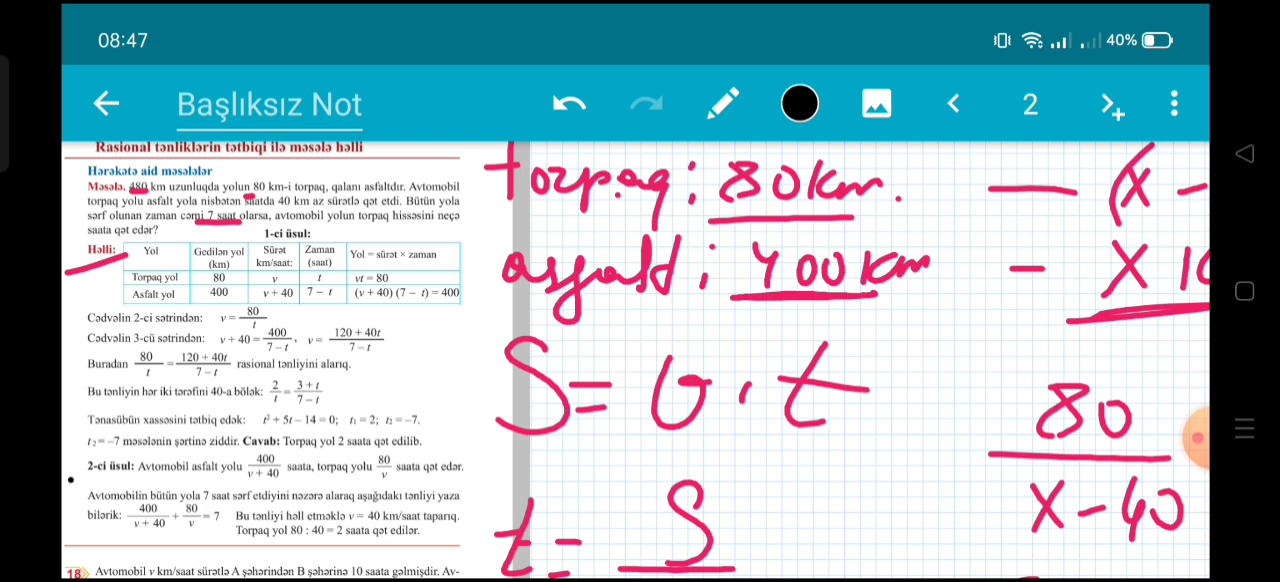 08:47
40%
Başlıksız Not
2
Rasional tənliklərin tətbiqi ilə məsələ həlli
Hərəkətə aid məsələlər
Məsələ. 480 km uzunluqda yolun 80 km-i torpaq, qalanı asfaltdır. Avtomobil
torpaq yolu asfalt yola nisbətən saatda 40 km az sürətlə qət etdi. Bütün yola
sərf olunan zaman cəmi 7 saat olarsa, avtomobil yolun torpaq hissəsini neçə
saata qət edər?
1-ci üsul:
Həlli:
Yol Gedilən yol (km) Sürət km/saat: Zaman (saat) Yol = sürət × zaman
Torpaq yol 80 v t vt = 80
Asfalt yol 400 v + 40 7 – t (v + 40) (7 – t) = 400
Cədvəlin 2-ci sətrindən: v = 80/t
Cədvəlin 3-cü sətrindən: v + 40 = 400/(7 – t), v = (120 + 40t)/(7 – t)
Buradan 80/t = (120 + 40t)/(7 – t) rasional tənliyini alarıq.
Bu tənliyin hər iki tərəfini 40-a bölək: 2/t = (3 + t)/(7 – t)
Tənasübün xassəsini tətbiq edək: t² + 5t – 14 = 0; t₁ = 2; t₂ = –7.
t₂ = –7 məsələnin şərtinə ziddir. Cavab: Torpaq yol 2 saata qət edilib.
2-ci üsul: Avtomobil asfalt yolu 400/(v + 40) saata, torpaq yolu 80/v saata qət edər.
Avtomobilin bütün yola 7 saat sərf etdiyini nəzərə alaraq aşağıdakı tənliyi yaza
bilərik: 400/(v + 40) + 80/v = 7 Bu tənliyi həll etməklə v = 40 km/saat taparıq.
Torpaq yol 80 : 40 = 2 saata qət edilər.
18 Avtomobil v km/saat sürətlə A şəhərindən B şəhərinə 10 saata gəlmişdir. Av-
torpaq: 80km.
asfald: 400km
S = v · t
t = S
— (x –
– x
80
x – 40